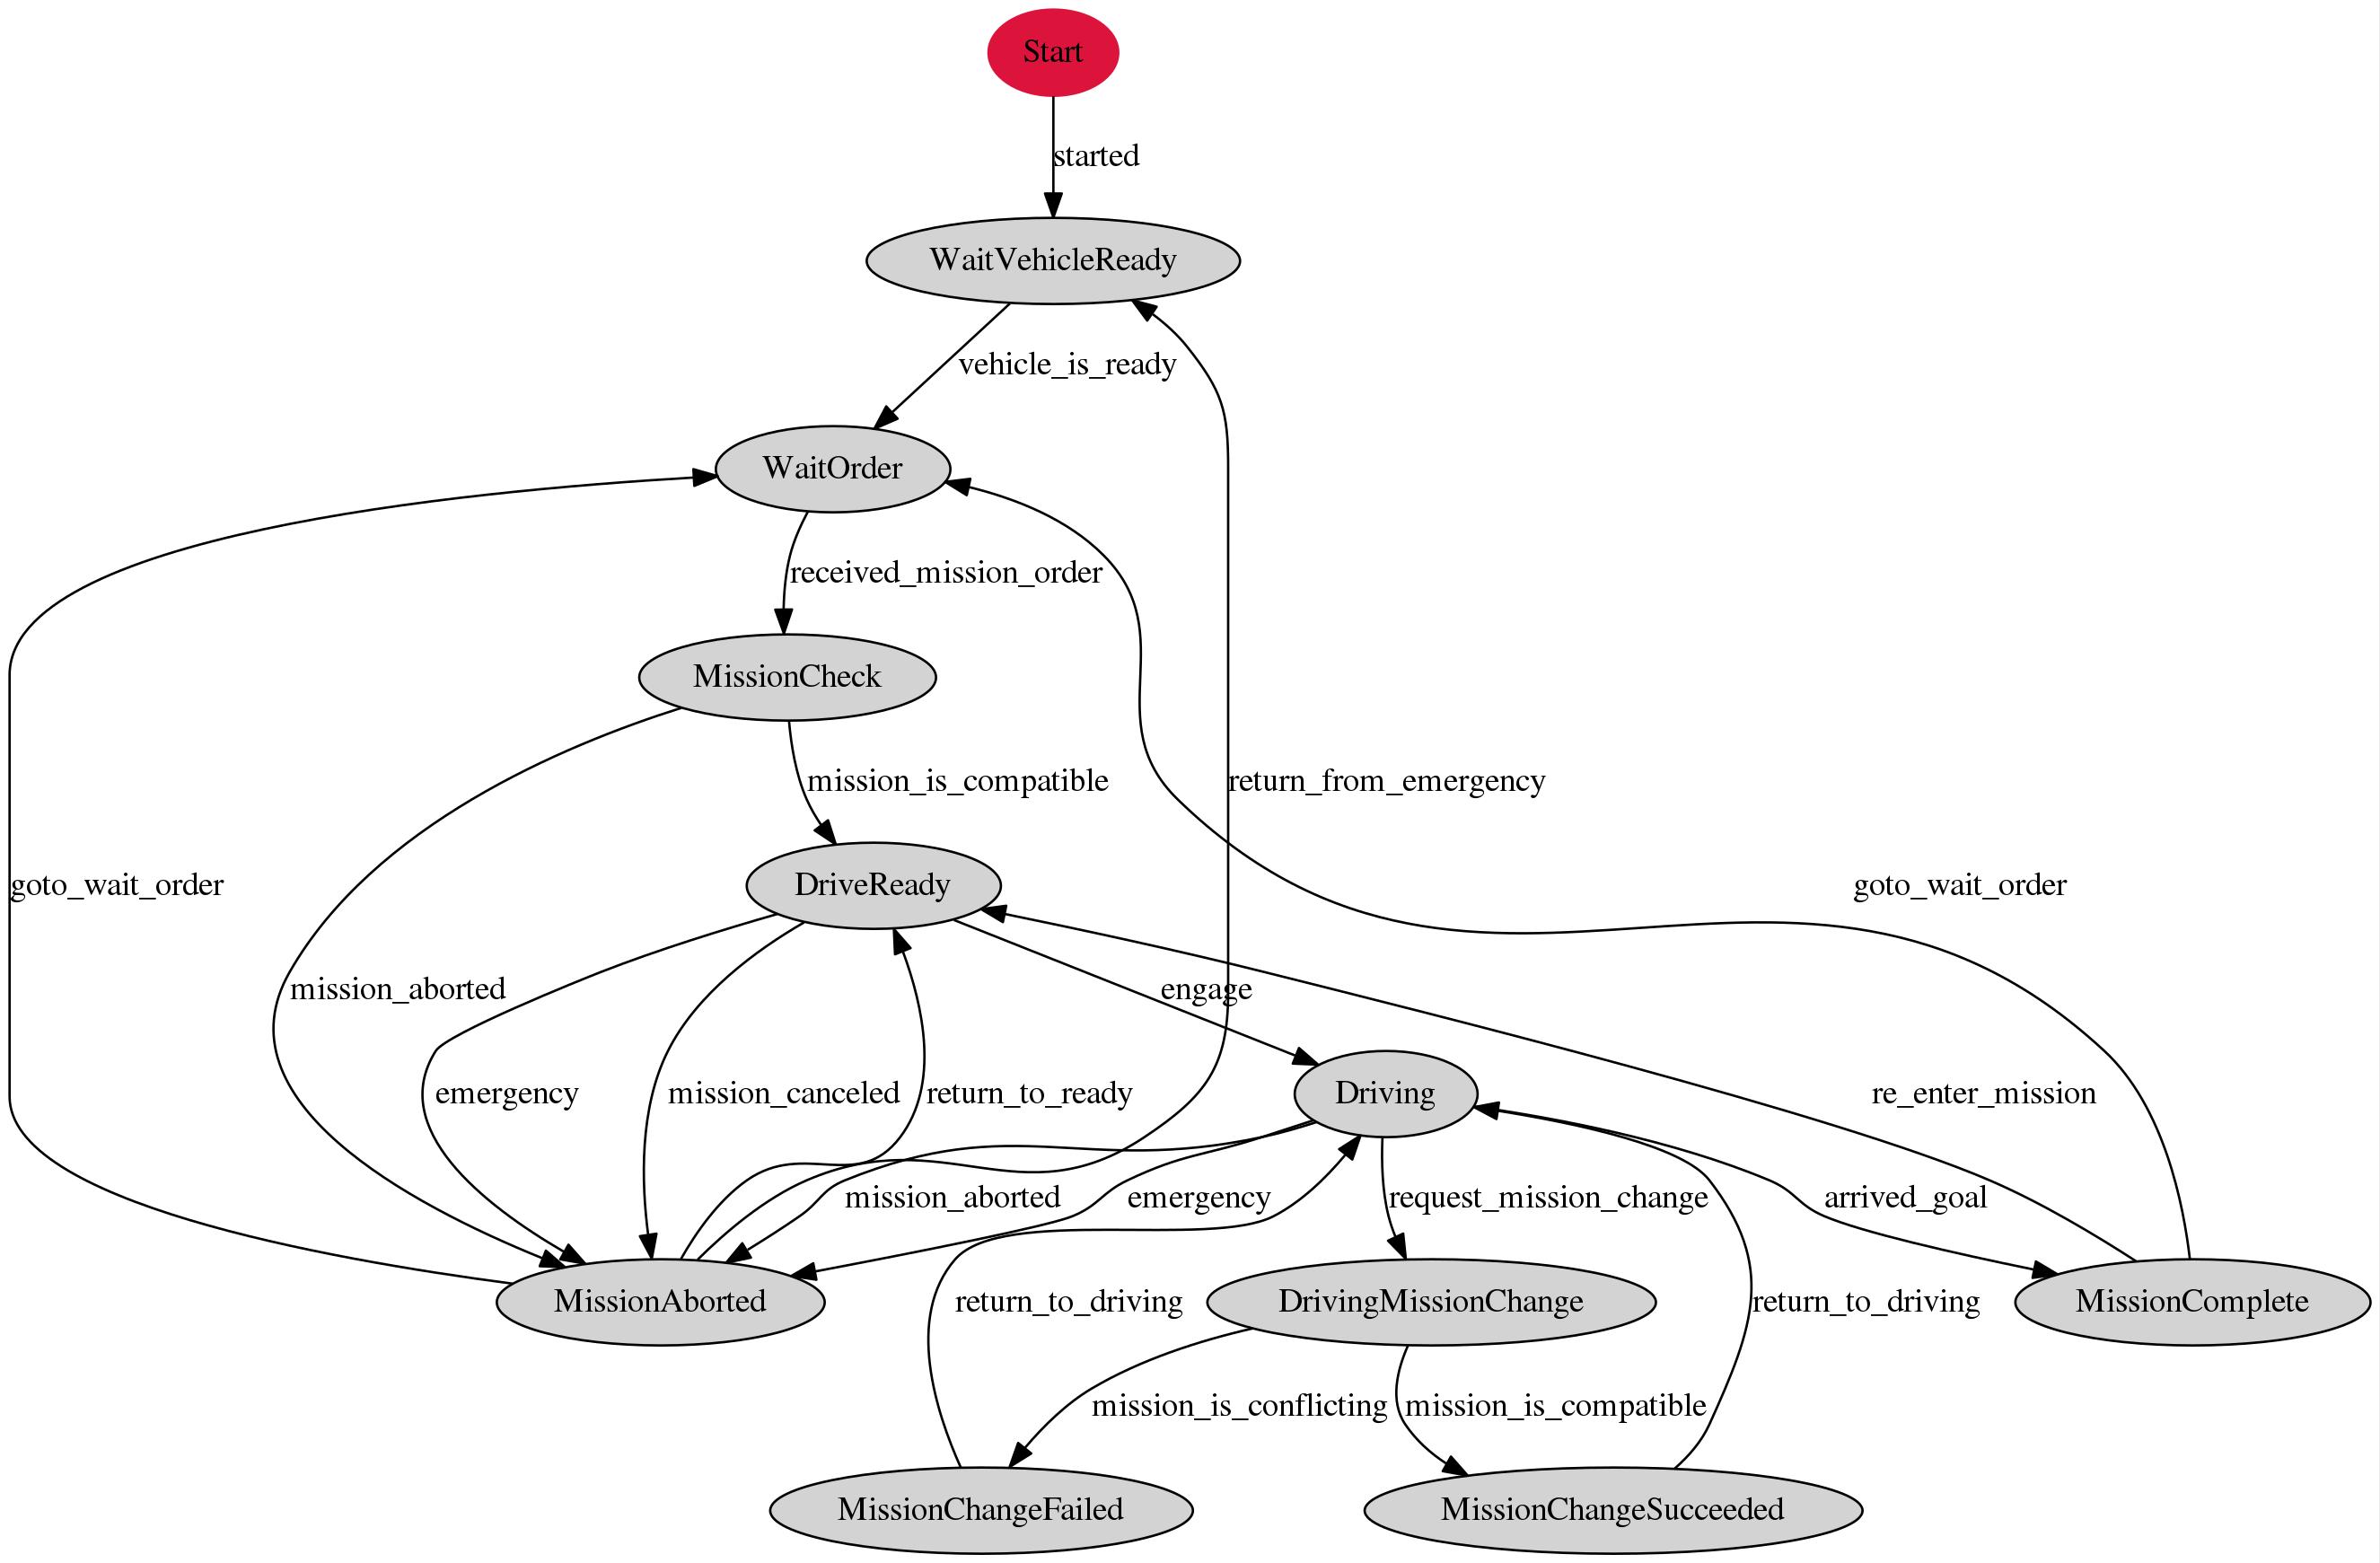 Start
started
WaitVehicleReady
vehicle_is_ready
WaitOrder
received_mission_order
MissionCheck
mission_is_compatible
return_from_emergency
goto_wait_order
DriveReady
goto_wait_order
mission_aborted
engage
emergency
mission_canceled
return_to_ready
Driving
re_enter_mission
mission_aborted
emergency
request_mission_change
arrived_goal
MissionAborted
return_to_driving
DrivingMissionChange
return_to_driving
MissionComplete
mission_is_conflicting
mission_is_compatible
MissionChangeFailed
MissionChangeSucceeded